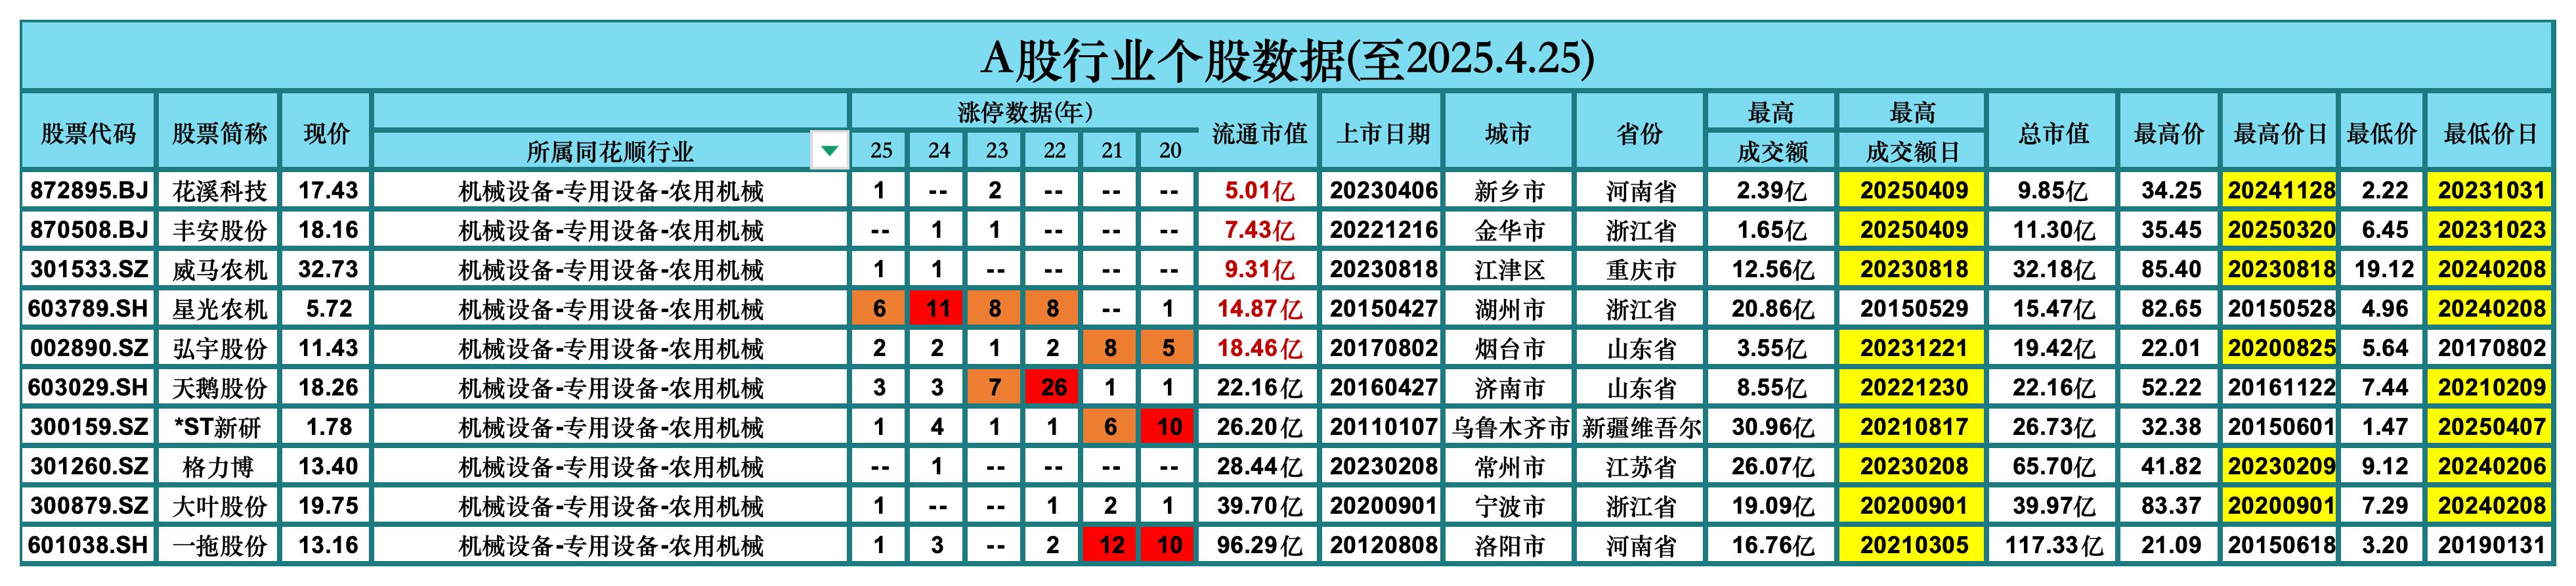 A股行业个股数据(至2025.4.25)
股票代码 股票简称 现价 所属同花顺行业 涨停数据(年) 流通市值 上市日期 城市 省份 最高 最高 总市值 最高价 最高价日 最低价 最低价日
25 24 23 22 21 20 成交额 成交额日
872895.BJ 花溪科技 17.43 机械设备-专用设备-农用机械 1 -- 2 -- -- -- 5.01亿 20230406 新乡市 河南省 2.39亿 20250409 9.85亿 34.25 20241128 2.22 20231031
870508.BJ 丰安股份 18.16 机械设备-专用设备-农用机械 -- 1 1 -- -- -- 7.43亿 20221216 金华市 浙江省 1.65亿 20250409 11.30亿 35.45 20250320 6.45 20231023
301533.SZ 威马农机 32.73 机械设备-专用设备-农用机械 1 1 -- -- -- -- 9.31亿 20230818 江津区 重庆市 12.56亿 20230818 32.18亿 85.40 20230818 19.12 20240208
603789.SH 星光农机 5.72 机械设备-专用设备-农用机械 6 11 8 8 -- 1 14.87亿 20150427 湖州市 浙江省 20.86亿 20150529 15.47亿 82.65 20150528 4.96 20240208
002890.SZ 弘宇股份 11.43 机械设备-专用设备-农用机械 2 2 1 2 8 5 18.46亿 20170802 烟台市 山东省 3.55亿 20231221 19.42亿 22.01 20200825 5.64 20170802
603029.SH 天鹅股份 18.26 机械设备-专用设备-农用机械 3 3 7 26 1 1 22.16亿 20160427 济南市 山东省 8.55亿 20221230 22.16亿 52.22 20161122 7.44 20210209
300159.SZ *ST新研 1.78 机械设备-专用设备-农用机械 1 4 1 1 6 10 26.20亿 20110107 乌鲁木齐市 新疆维吾尔 30.96亿 20210817 26.73亿 32.38 20150601 1.47 20250407
301260.SZ 格力博 13.40 机械设备-专用设备-农用机械 -- 1 -- -- -- -- 28.44亿 20230208 常州市 江苏省 26.07亿 20230208 65.70亿 41.82 20230209 9.12 20240206
300879.SZ 大叶股份 19.75 机械设备-专用设备-农用机械 1 -- -- 1 2 1 39.70亿 20200901 宁波市 浙江省 19.09亿 20200901 39.97亿 83.37 20200901 7.29 20240208
601038.SH 一拖股份 13.16 机械设备-专用设备-农用机械 1 3 -- 2 12 10 96.29亿 20120808 洛阳市 河南省 16.76亿 20210305 117.33亿 21.09 20150618 3.20 20190131